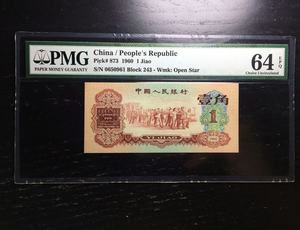 PMG
PAPER MONEY GUARANTY
China / People's Republic
Pick# 873 1960 1 Jiao
S/N 0650961 Block 243 - Wmk: Open Star
64 EPQ
Choice Uncirculated
中国人民银行
壹角
1
YI JIAO